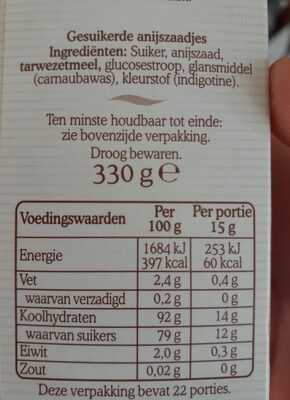 Gesuikerde anijszaadjes
Ingrediënten: Suiker, anijszaad,
tarwezetmeel, glucosestroop, glansmiddel
(carnaubawas), kleurstof (indigotine).
Ten minste houdbaar tot einde:
zie bovenzijde verpakking.
Droog bewaren.
330 g ℮
Voedingswaarden Per 100 g Per portie 15 g
Energie 1684 kJ 397 kcal 253 kJ 60 kcal
Vet 2,4 g 0,4 g
waarvan verzadigd 0,2 g 0 g
Koolhydraten 92 g 14 g
waarvan suikers 79 g 12 g
Eiwit 2,0 g 0,3 g
Zout 0,02 g 0 g
Deze verpakking bevat 22 porties.